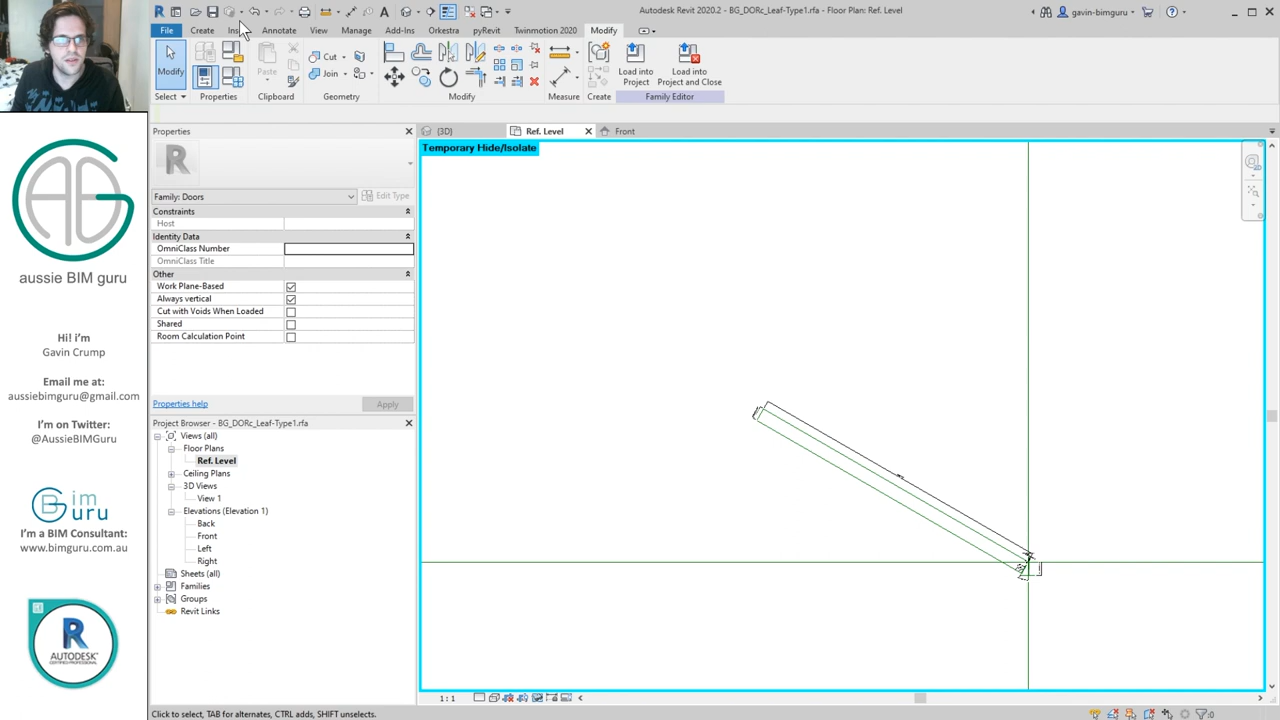 Autodesk Revit 2020.2 - BG_DORc_Leaf-Type1.rfa - Floor Plan: Ref. Level
gavin-bimguru
File
Create
Ins
Annotate
View
Manage
Add-Ins
Orkestra
pyRevit
Twinmotion 2020
Modify
Modify
Paste
Cut
Join
Load into
Project
Load into
Project and Close
Select
Properties
Clipboard
Geometry
Modify
Measure
Create
Family Editor
Properties
(3D)
Ref. Level
Front
Temporary Hide/Isolate
Family: Doors
Edit Type
Constraints
Host
Identity Data
OmniClass Number
OmniClass Title
Other
Work Plane-Based
Always vertical
Cut with Voids When Loaded
Shared
Room Calculation Point
Properties help
Apply
Project Browser - BG_DORc_Leaf-Type1.rfa
Views (all)
Floor Plans
Ref. Level
Ceiling Plans
3D Views
View 1
Elevations (Elevation 1)
Back
Front
Left
Right
Sheets (all)
Families
Groups
Revit Links
1 : 1
Click to select, TAB for alternates, CTRL adds, SHIFT unselects.
:0
aussie BIM guru
Hi! i'm
Gavin Crump
Email me at:
aussiebimguru@gmail.com
I'm on Twitter:
@AussieBIMGuru
Bim
Guru
I'm a BIM Consultant:
www.bimguru.com.au
R
AUTODESK
CERTIFIED PROFESSIONAL